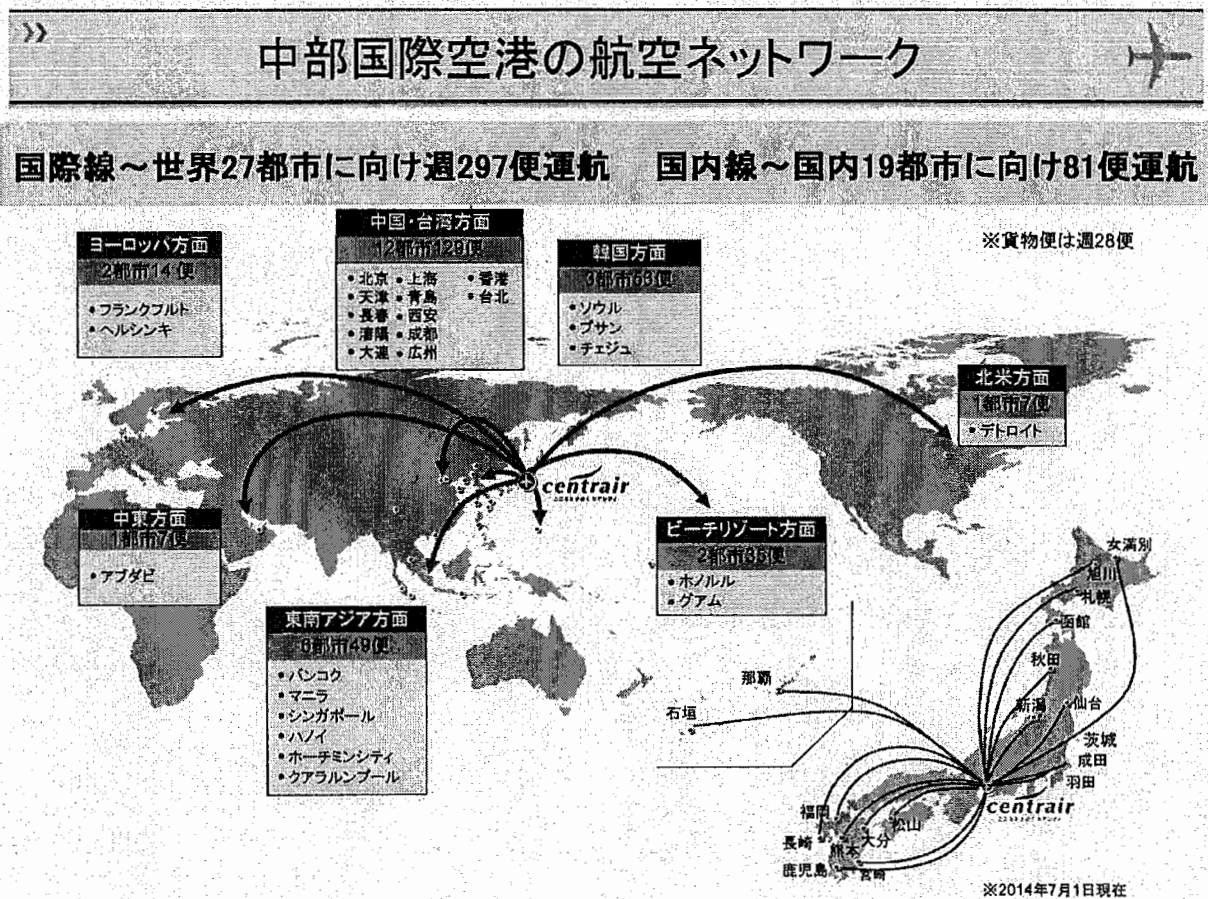 中部国際空港の航空ネットワーク
国際線～世界27都市に向け週297便運航 国内線～国内19都市に向け81便運航
※貨物便は週28便
ヨーロッパ方面
2都市14便
•フランクフルト
•ヘルシンキ
中国・台湾方面
12都市129便
•北京 •上海 •香港
•天津 •青島 •台北
•長春 •西安
•瀋陽 •成都
•大連 •広州
韓国方面
3都市53便
•ソウル
•プサン
•チェジュ
北米方面
1都市7便
•デトロイト
centrair
中東方面
1都市7便
•アブダビ
ビーチリゾート方面
2都市35便
•ホノルル
•グアム
東南アジア方面
6都市49便
•バンコク
•マニラ
•シンガポール
•ハノイ
•ホーチミンシティ
•クアラルンプール
女満別
旭川
札幌
函館
秋田
那覇
新潟
仙台
石垣
茨城
成田
羽田
centrair
福岡
松山
長崎
大分
熊本
鹿児島
宮崎
※2014年7月1日現在